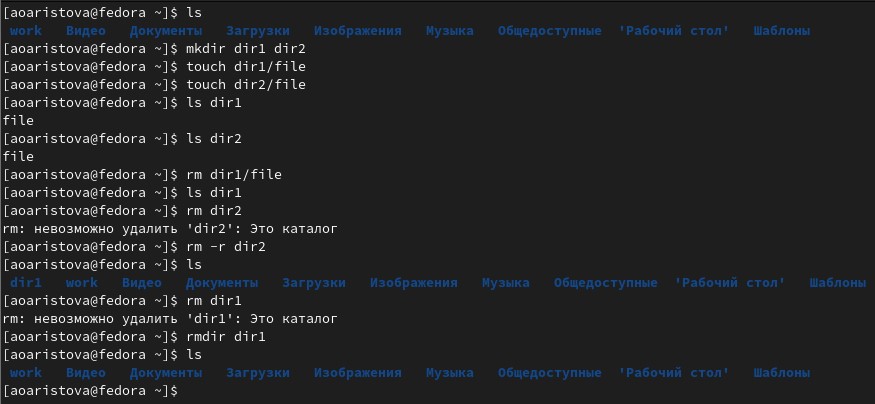 [aoaristova@fedora ~]$ ls
work Видео Документы Загрузки Изображения Музыка Общедоступные 'Рабочий стол' Шаблоны
[aoaristova@fedora ~]$ mkdir dir1 dir2
[aoaristova@fedora ~]$ touch dir1/file
[aoaristova@fedora ~]$ touch dir2/file
[aoaristova@fedora ~]$ ls dir1
file
[aoaristova@fedora ~]$ ls dir2
file
[aoaristova@fedora ~]$ rm dir1/file
[aoaristova@fedora ~]$ ls dir1
[aoaristova@fedora ~]$ rm dir2
rm: невозможно удалить 'dir2': Это каталог
[aoaristova@fedora ~]$ rm -r dir2
[aoaristova@fedora ~]$ ls
dir1 work Видео Документы Загрузки Изображения Музыка Общедоступные 'Рабочий стол' Шаблоны
[aoaristova@fedora ~]$ rm dir1
rm: невозможно удалить 'dir1': Это каталог
[aoaristova@fedora ~]$ rmdir dir1
[aoaristova@fedora ~]$ ls
work Видео Документы Загрузки Изображения Музыка Общедоступные 'Рабочий стол' Шаблоны
[aoaristova@fedora ~]$